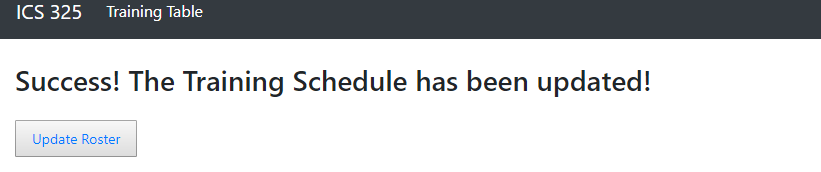 ICS 325 Training Table
Success! The Training Schedule has been updated!
Update Roster